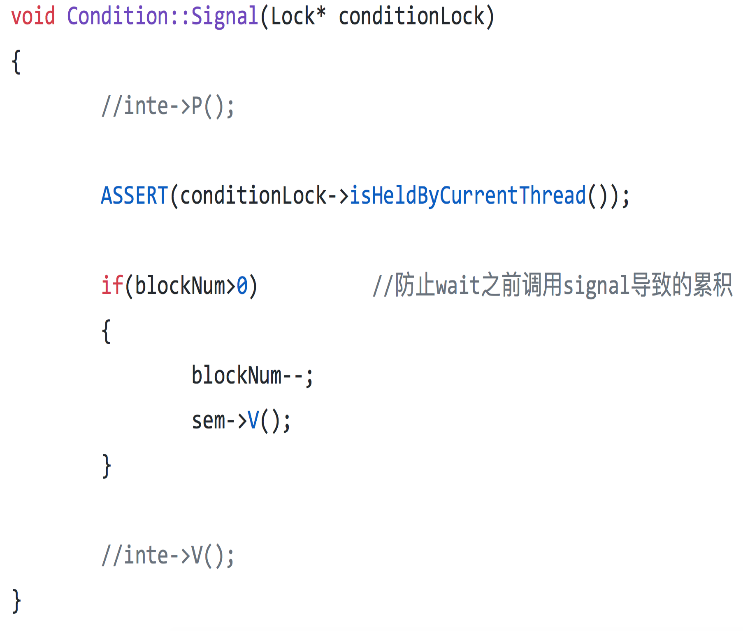 void Condition::Signal(Lock* conditionLock)
{
//inte->P();
ASSERT(conditionLock->isHeldByCurrentThread());
if(blockNum>0) //防止wait之前调用signal导致的累积
{
blockNum--;
sem->V();
}
//inte->V();
}